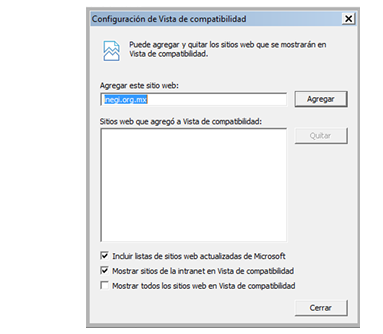 Configuración de Vista de compatibilidad
Puede agregar y quitar los sitios web que se mostrarán en
Vista de compatibilidad.
Agregar este sitio web:
inegi.org.mx
Agregar
Sitios web que agregó a Vista de compatibilidad:
Quitar
Incluir listas de sitios web actualizadas de Microsoft
Mostrar sitios de la intranet en Vista de compatibilidad
Mostrar todos los sitios web en Vista de compatibilidad
Cerrar